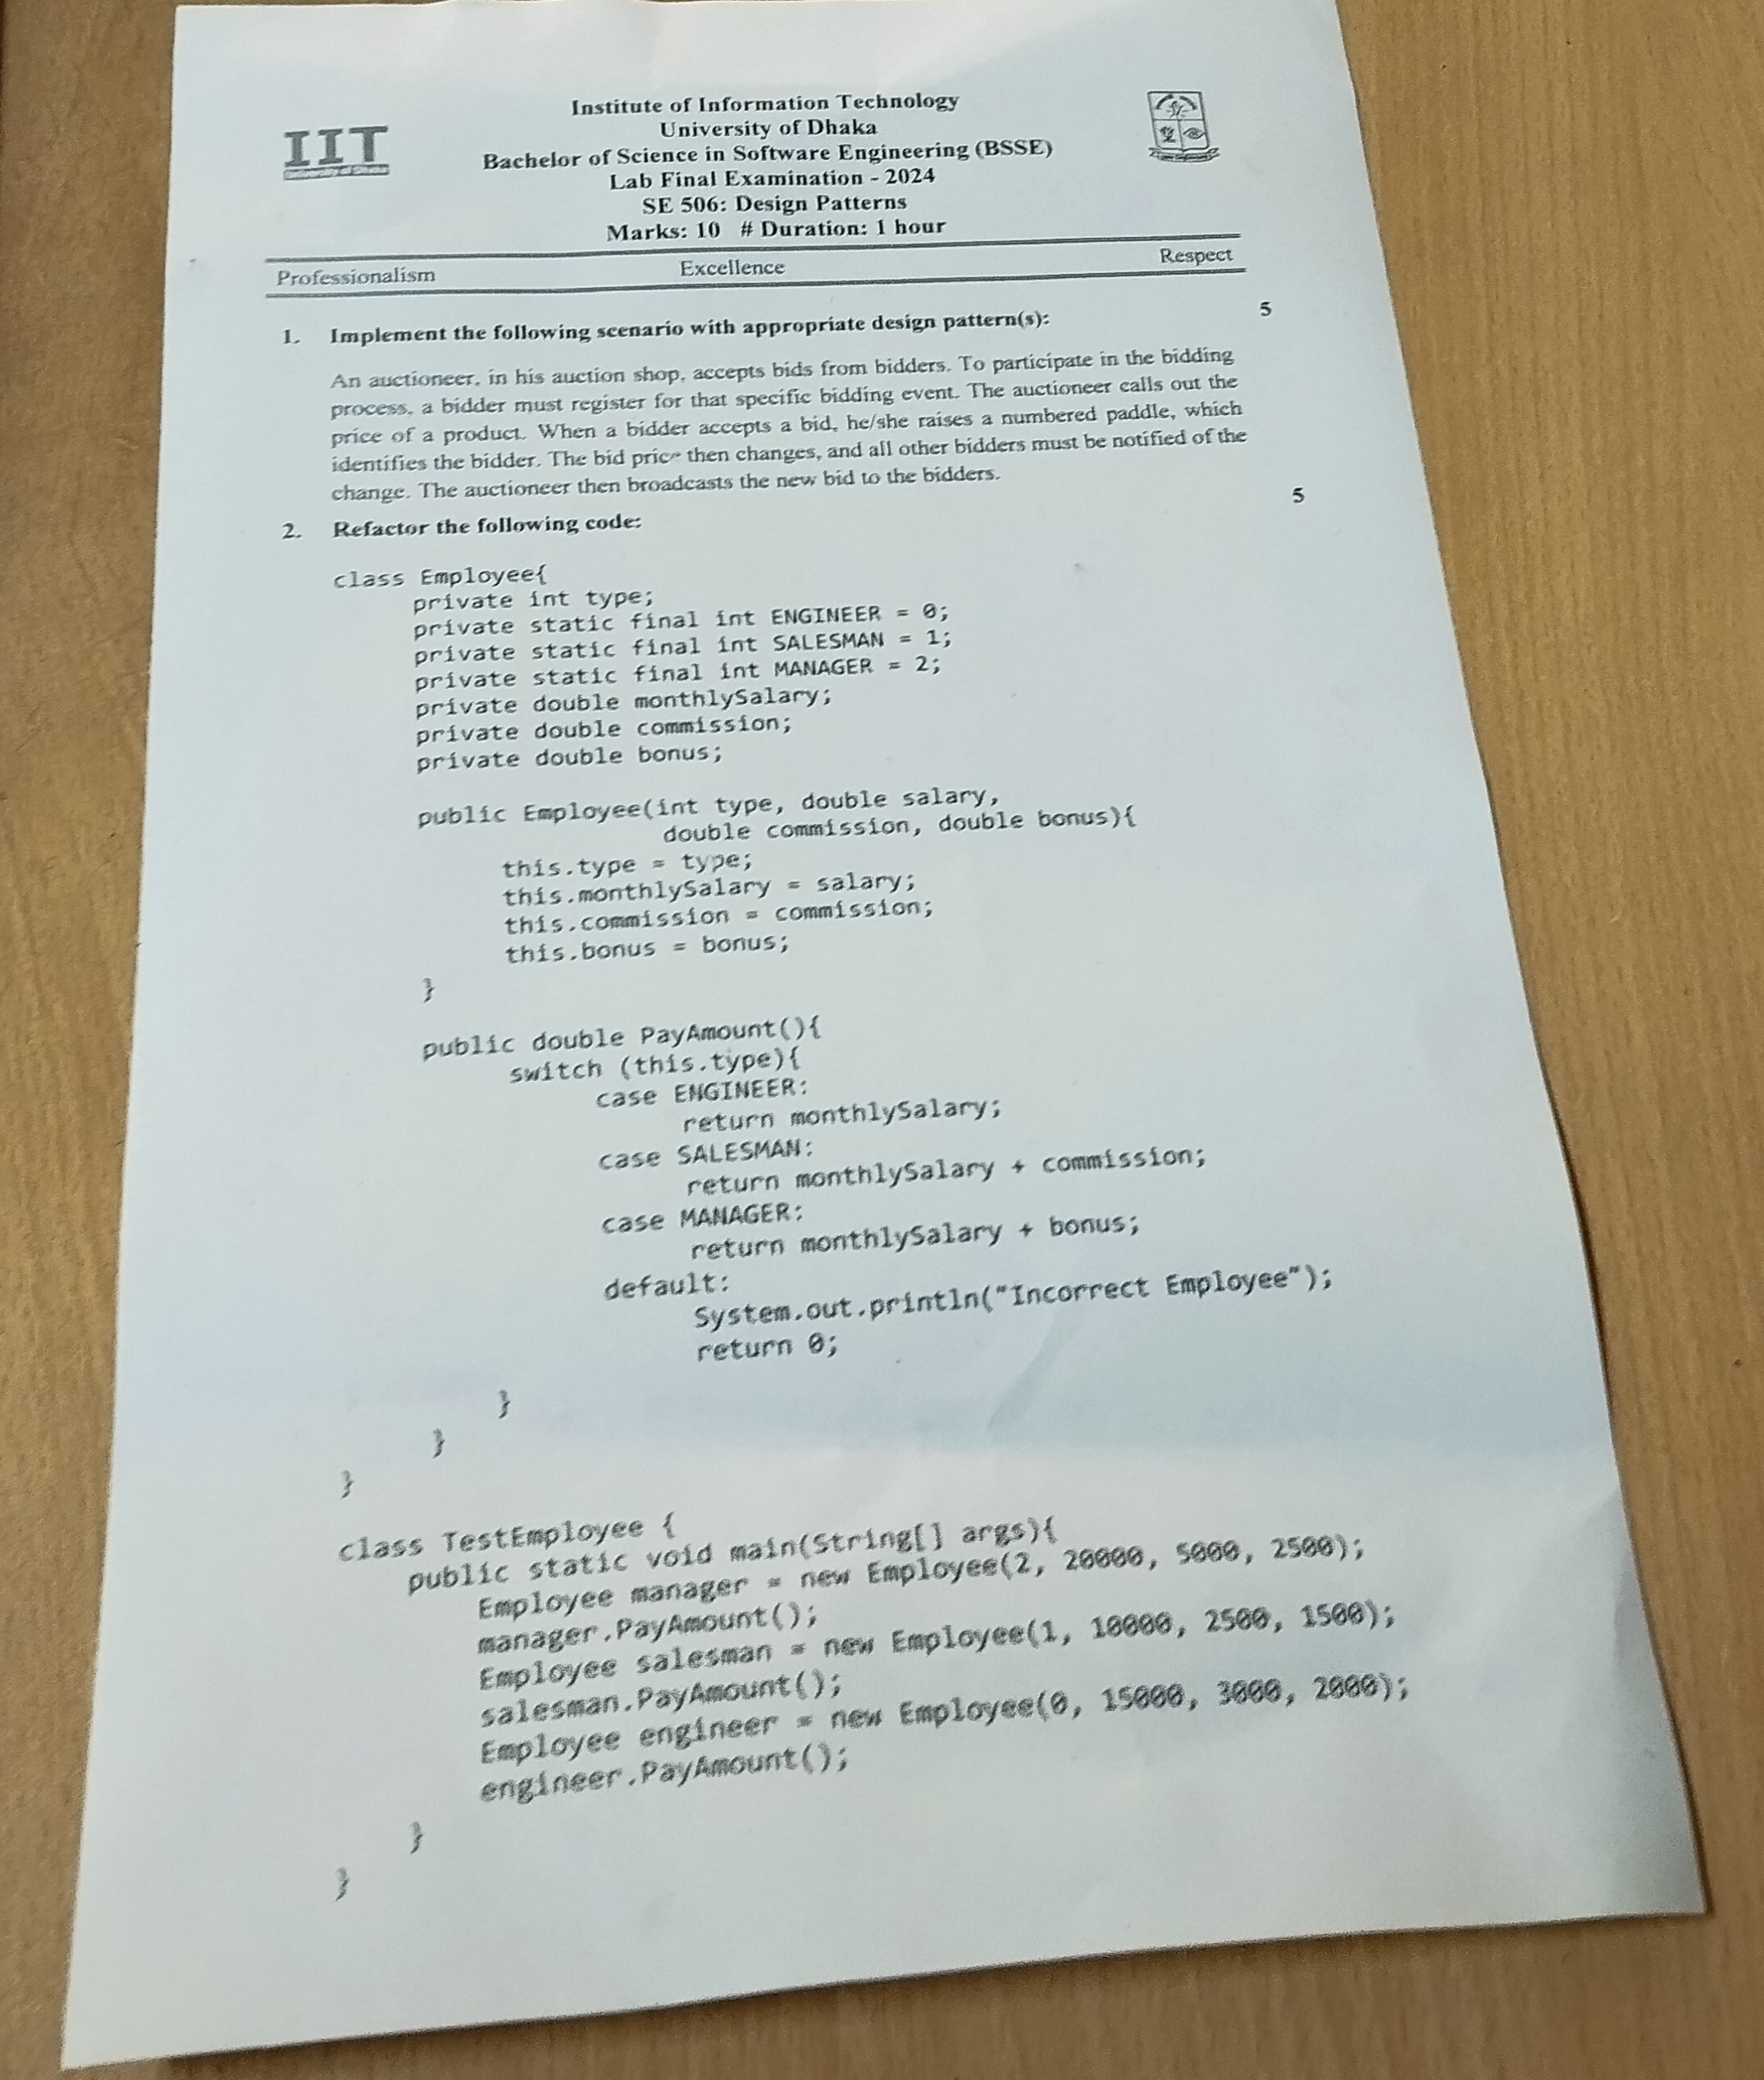 IIT
University of Dhaka
Institute of Information Technology
University of Dhaka
Bachelor of Science in Software Engineering (BSSE)
Lab Final Examination - 2024
SE 506: Design Patterns
Marks: 10 # Duration: 1 hour
Professionalism Excellence Respect
1. Implement the following scenario with appropriate design pattern(s): 5
An auctioneer, in his auction shop, accepts bids from bidders. To participate in the bidding
process, a bidder must register for that specific bidding event. The auctioneer calls out the
price of a product. When a bidder accepts a bid, he/she raises a numbered paddle, which
identifies the bidder. The bid price then changes, and all other bidders must be notified of the
change. The auctioneer then broadcasts the new bid to the bidders.
2. Refactor the following code: 5
class Employee{
private int type;
private static final int ENGINEER = 0;
private static final int SALESMAN = 1;
private static final int MANAGER = 2;
private double monthlySalary;
private double commission;
private double bonus;
public Employee(int type, double salary,
double commission, double bonus){
this.type = type;
this.monthlySalary = salary;
this.commission = commission;
this.bonus = bonus;
}
public double PayAmount(){
switch (this.type){
case ENGINEER:
return monthlySalary;
case SALESMAN:
return monthlySalary + commission;
case MANAGER:
return monthlySalary + bonus;
default:
System.out.println("Incorrect Employee");
return 0;
}
}
}
class TestEmployee {
public static void main(String[] args){
Employee manager = new Employee(2, 20000, 5000, 2500);
manager.PayAmount();
Employee salesman = new Employee(1, 10000, 2500, 1500);
salesman.PayAmount();
Employee engineer = new Employee(0, 15000, 3000, 2000);
engineer.PayAmount();
}
}